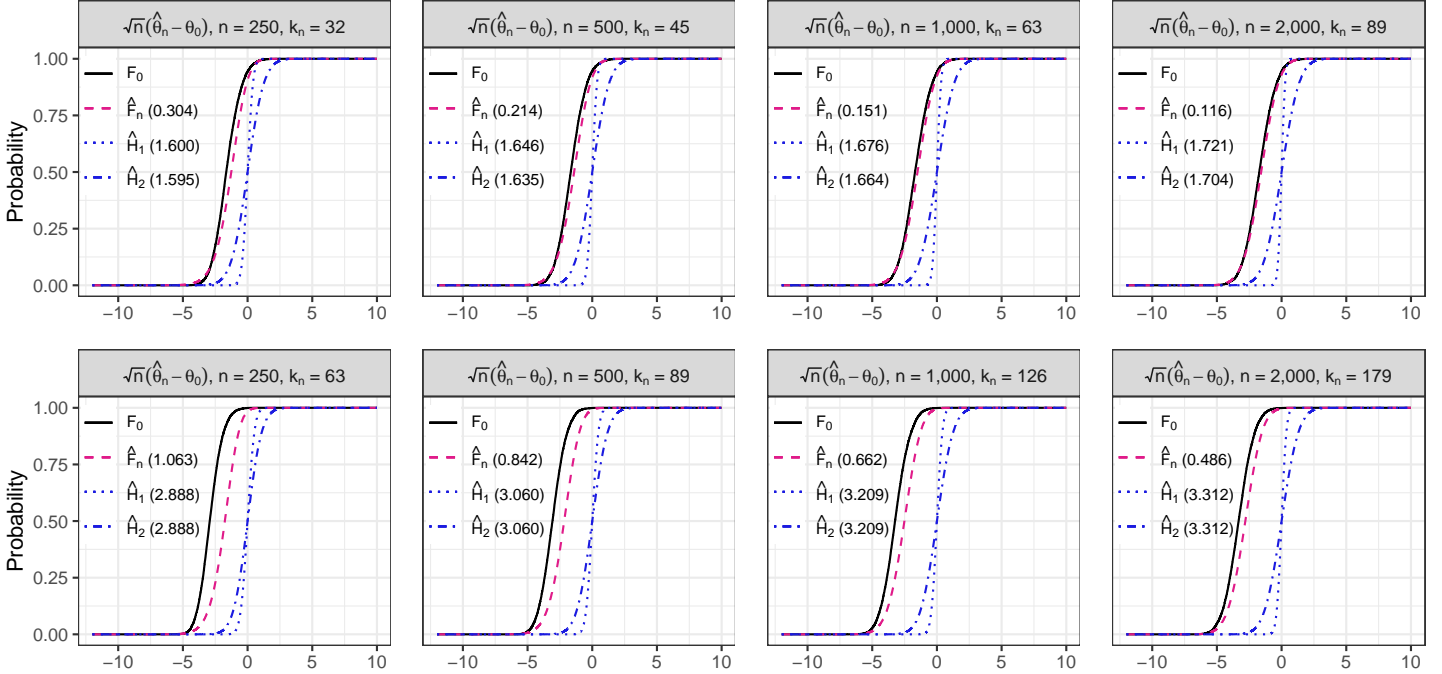 √n(θ̂ₙ − θ₀), n = 250, kₙ = 32
√n(θ̂ₙ − θ₀), n = 500, kₙ = 45
√n(θ̂ₙ − θ₀), n = 1,000, kₙ = 63
√n(θ̂ₙ − θ₀), n = 2,000, kₙ = 89
Probability
1.00
0.75
0.50
0.25
0.00
F₀
F̂ₙ (0.304)
Ĥ₁ (1.600)
Ĥ₂ (1.595)
F₀
F̂ₙ (0.214)
Ĥ₁ (1.646)
Ĥ₂ (1.635)
F₀
F̂ₙ (0.151)
Ĥ₁ (1.676)
Ĥ₂ (1.664)
F₀
F̂ₙ (0.116)
Ĥ₁ (1.721)
Ĥ₂ (1.704)
−10 −5 0 5 10
−10 −5 0 5 10
−10 −5 0 5 10
−10 −5 0 5 10
√n(θ̂ₙ − θ₀), n = 250, kₙ = 63
√n(θ̂ₙ − θ₀), n = 500, kₙ = 89
√n(θ̂ₙ − θ₀), n = 1,000, kₙ = 126
√n(θ̂ₙ − θ₀), n = 2,000, kₙ = 179
Probability
1.00
0.75
0.50
0.25
0.00
F₀
F̂ₙ (1.063)
Ĥ₁ (2.888)
Ĥ₂ (2.888)
F₀
F̂ₙ (0.842)
Ĥ₁ (3.060)
Ĥ₂ (3.060)
F₀
F̂ₙ (0.662)
Ĥ₁ (3.209)
Ĥ₂ (3.209)
F₀
F̂ₙ (0.486)
Ĥ₁ (3.312)
Ĥ₂ (3.312)
−10 −5 0 5 10
−10 −5 0 5 10
−10 −5 0 5 10
−10 −5 0 5 10